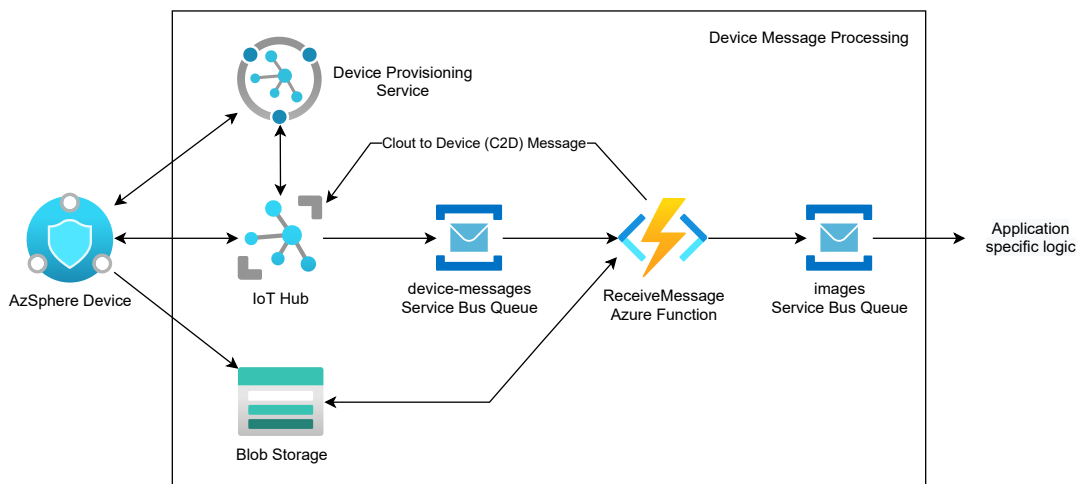 Device Message Processing
Device Provisioning
Service
Clout to Device (C2D) Message
AzSphere Device
IoT Hub
device-messages
Service Bus Queue
ReceiveMessage
Azure Function
images
Service Bus Queue
Application
specific logic
Blob Storage